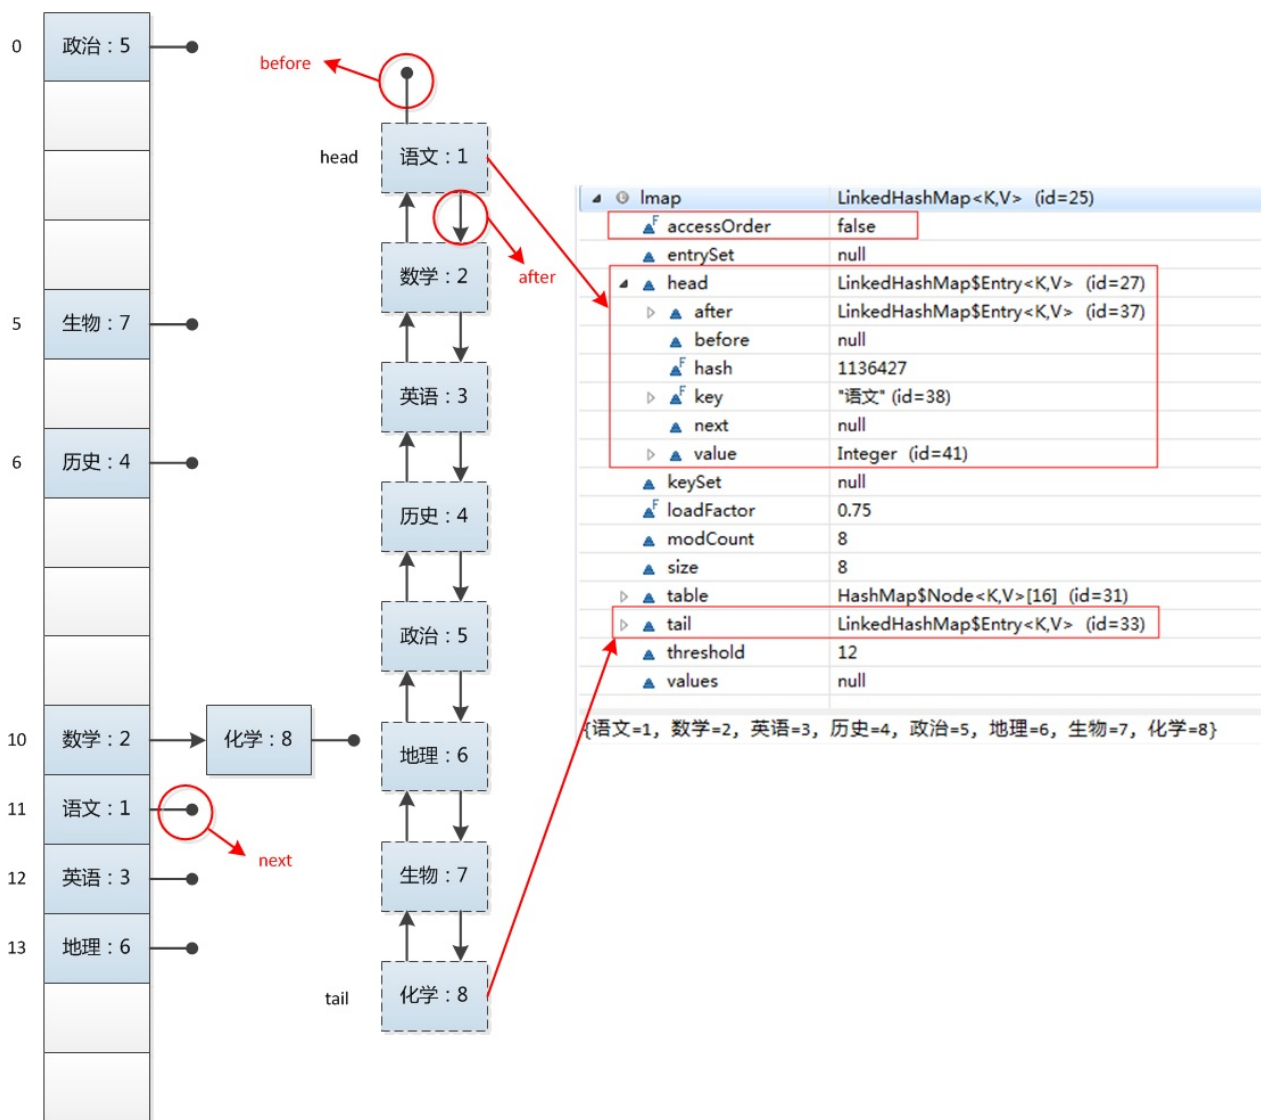 0
政治：5
5
生物：7
6
历史：4
10
数学：2
化学：8
11
语文：1
next
12
英语：3
13
地理：6
before
head
语文：1
after
数学：2
英语：3
历史：4
政治：5
地理：6
生物：7
tail
化学：8
lmap LinkedHashMap<K,V> (id=25)
accessOrder false
entrySet null
head LinkedHashMap$Entry<K,V> (id=27)
after LinkedHashMap$Entry<K,V> (id=37)
before null
hash 1136427
key "语文" (id=38)
next null
value Integer (id=41)
keySet null
loadFactor 0.75
modCount 8
size 8
table HashMap$Node<K,V>[16] (id=31)
tail LinkedHashMap$Entry<K,V> (id=33)
threshold 12
values null
{语文=1, 数学=2, 英语=3, 历史=4, 政治=5, 地理=6, 生物=7, 化学=8}